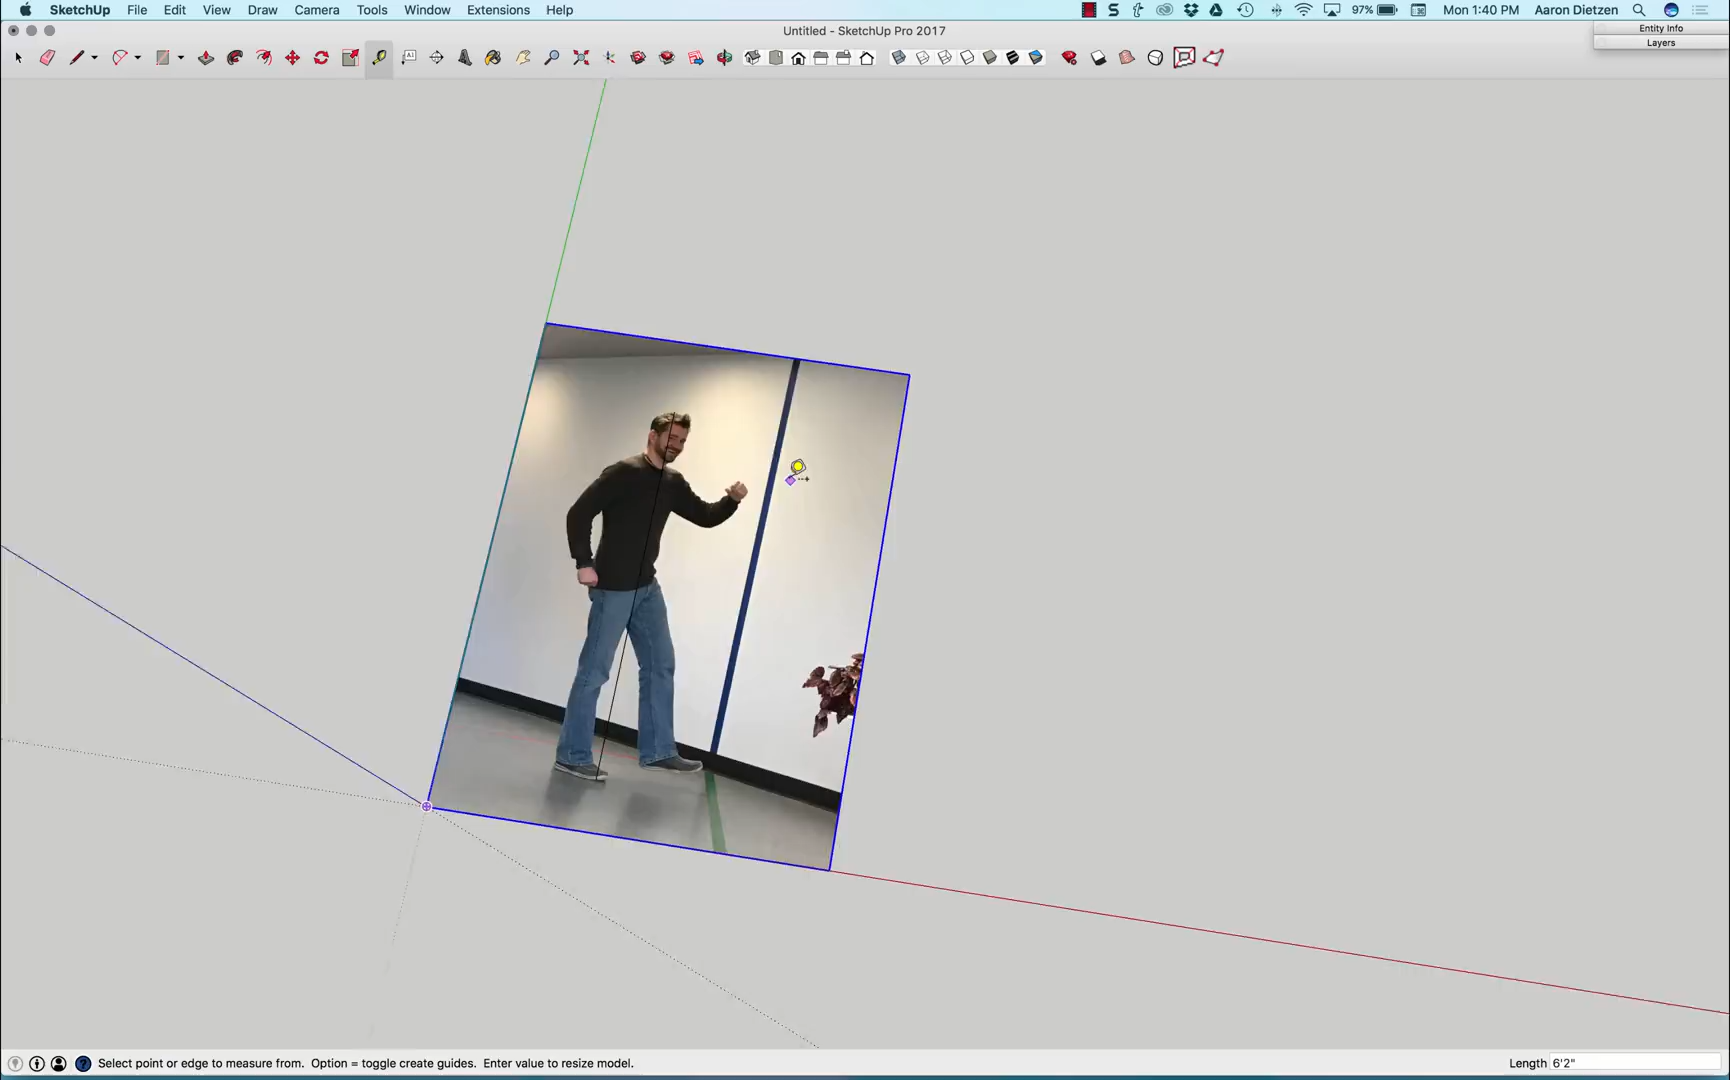 SketchUp File Edit View Draw Camera Tools Window Extensions Help 97% Mon 1:40 PM Aaron Dietzen
Untitled - SketchUp Pro 2017
Entity Info
Layers
Select point or edge to measure from. Option = toggle create guides. Enter value to resize model.
Length 6'2"